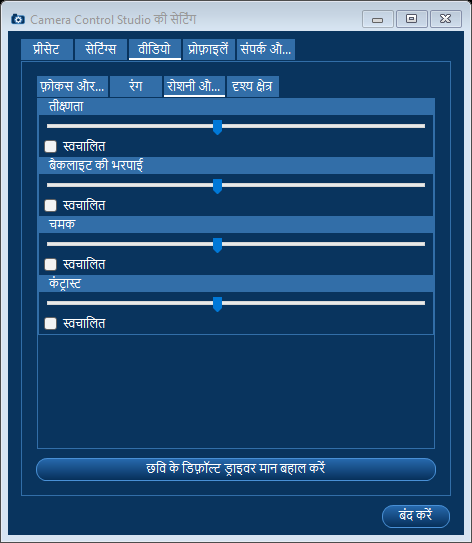 Camera Control Studio की सेटिंग
प्रीसेट सेटिंग्स वीडियो प्रोफ़ाइलें संपर्क औ...
फ़ोकस और... रंग रोशनी औ... दृश्य क्षेत्र
तीक्ष्णता
स्वचालित
बैकलाइट की भरपाई
स्वचालित
चमक
स्वचालित
कंट्रास्ट
स्वचालित
छवि के डिफ़ॉल्ट ड्राइवर मान बहाल करें
बंद करें